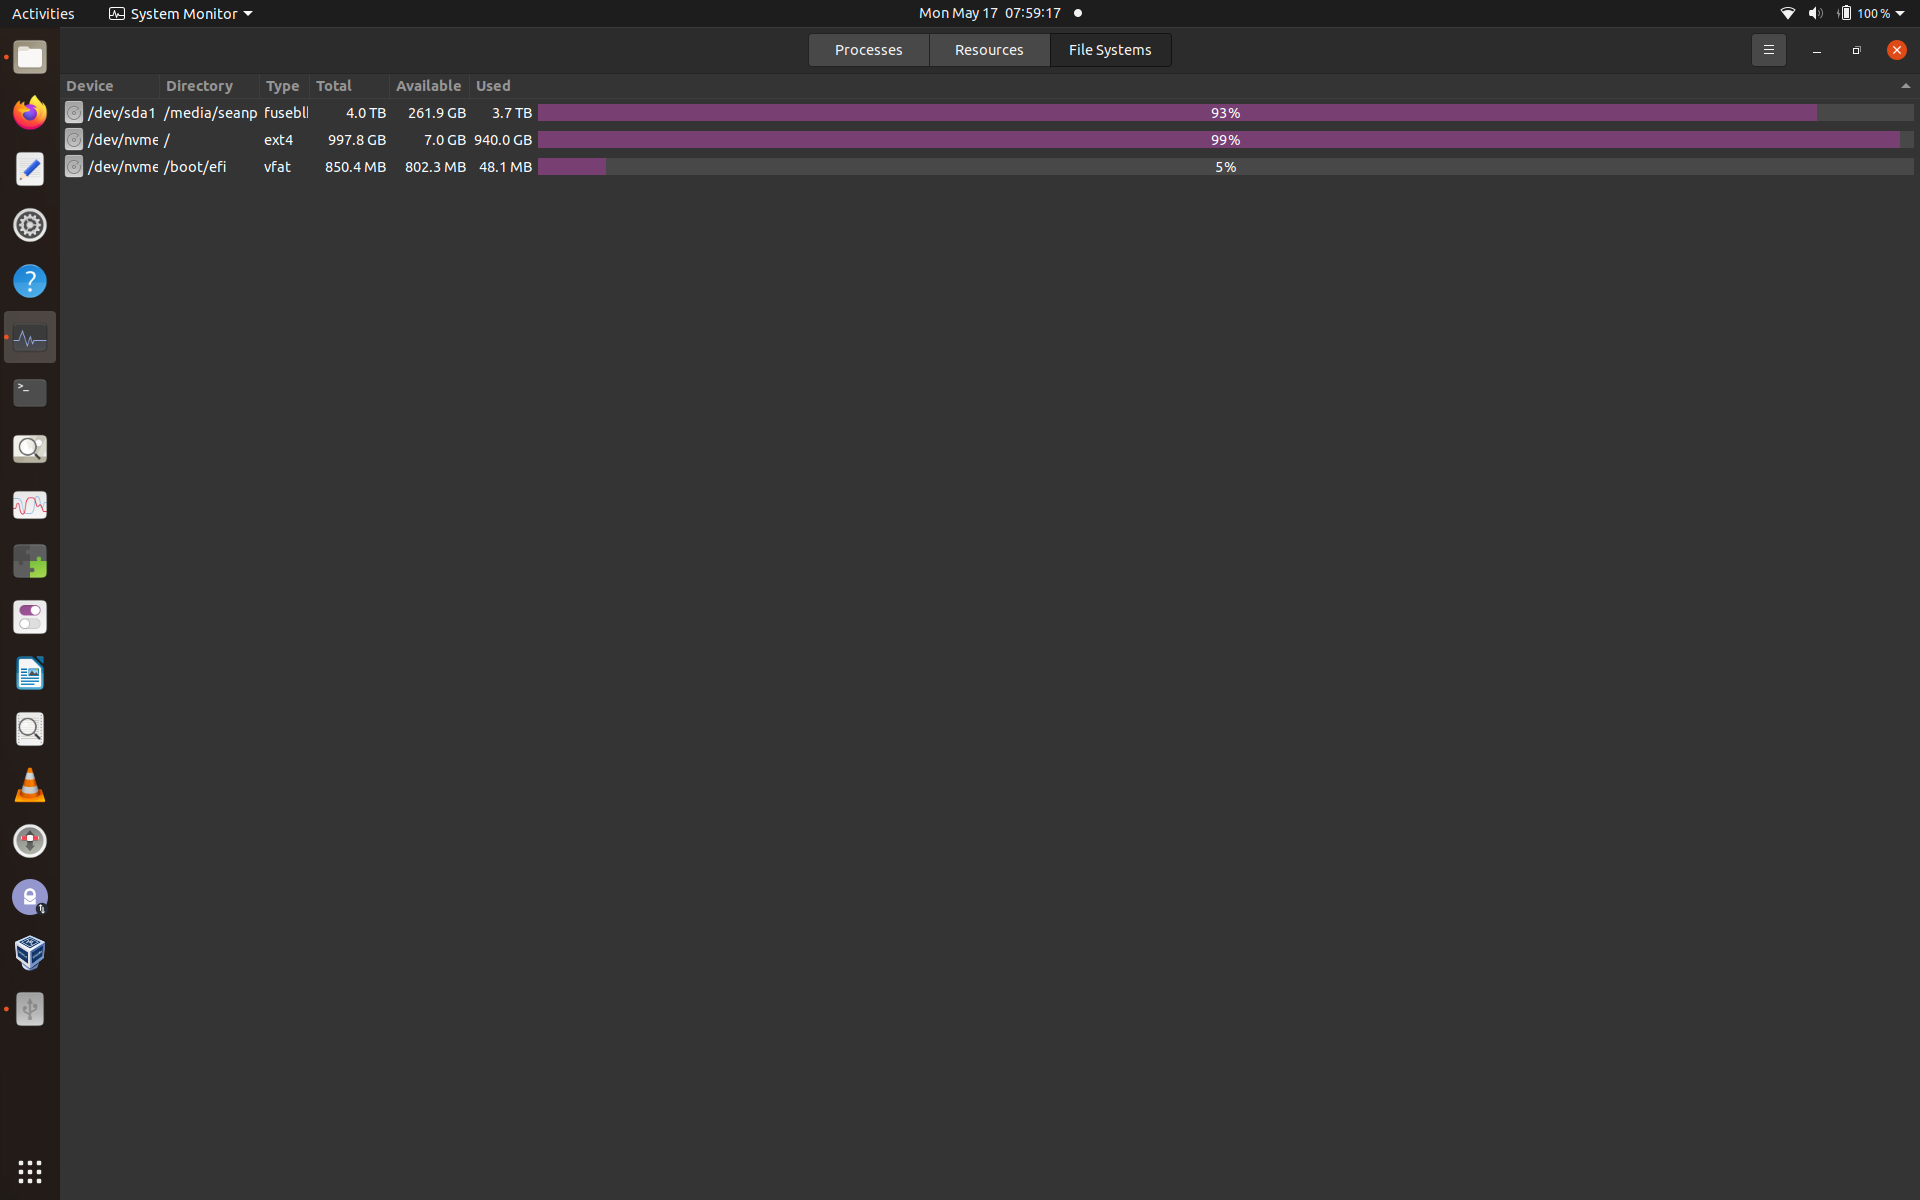 Activities System Monitor Mon May 17 07:59:17 100 %
Processes Resources File Systems
Device Directory Type Total Available Used
/dev/sda1 /media/seanp fusebl 4.0 TB 261.9 GB 3.7 TB 93%
/dev/nvme / ext4 997.8 GB 7.0 GB 940.0 GB 99%
/dev/nvme /boot/efi vfat 850.4 MB 802.3 MB 48.1 MB 5%
?
>_